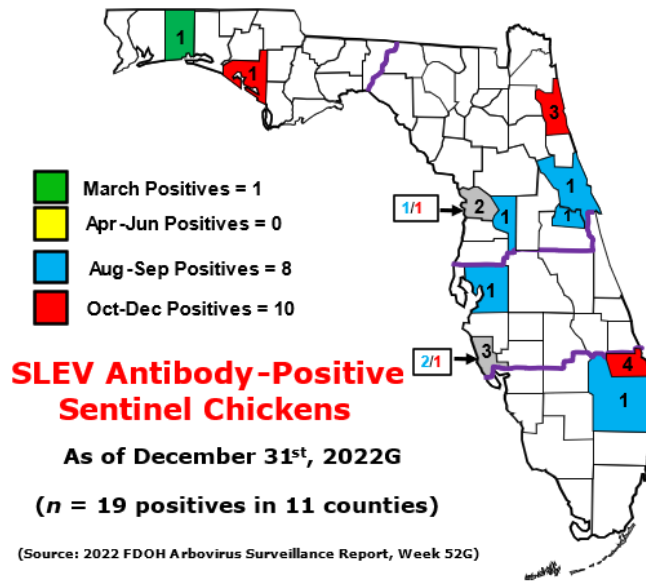 1
1
3
1
1/1
2
1
1
1
3
2/1
4
1
March Positives = 1
Apr-Jun Positives = 0
Aug-Sep Positives = 8
Oct-Dec Positives = 10
SLEV Antibody-Positive
Sentinel Chickens
As of December 31st, 2022G
(n = 19 positives in 11 counties)
(Source: 2022 FDOH Arbovirus Surveillance Report, Week 52G)